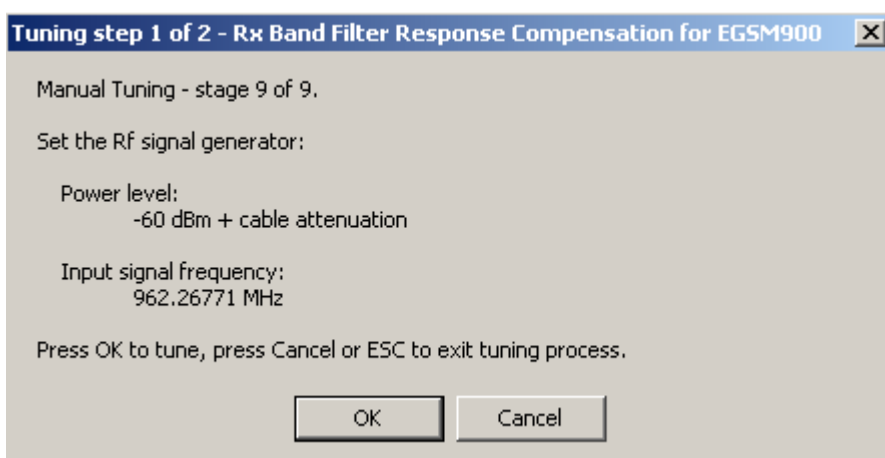 Tuning step 1 of 2 - Rx Band Filter Response Compensation for EGSM900
Manual Tuning - stage 9 of 9.
Set the Rf signal generator:
Power level:
-60 dBm + cable attenuation
Input signal frequency:
962.26771 MHz
Press OK to tune, press Cancel or ESC to exit tuning process.
OK
Cancel